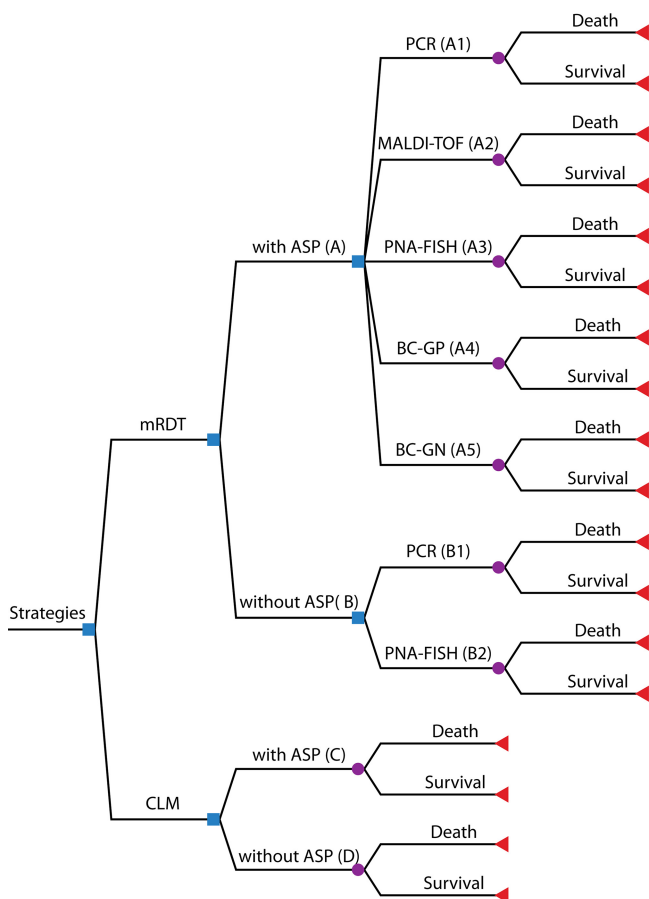 Death
PCR (A1)
Survival
Death
MALDI-TOF (A2)
Survival
Death
with ASP (A)
PNA-FISH (A3)
Survival
Death
BC-GP (A4)
Survival
mRDT
Death
BC-GN (A5)
Survival
Death
PCR (B1)
Survival
Strategies
without ASP( B)
Death
PNA-FISH (B2)
Survival
Death
with ASP (C)
Survival
CLM
Death
without ASP (D)
Survival